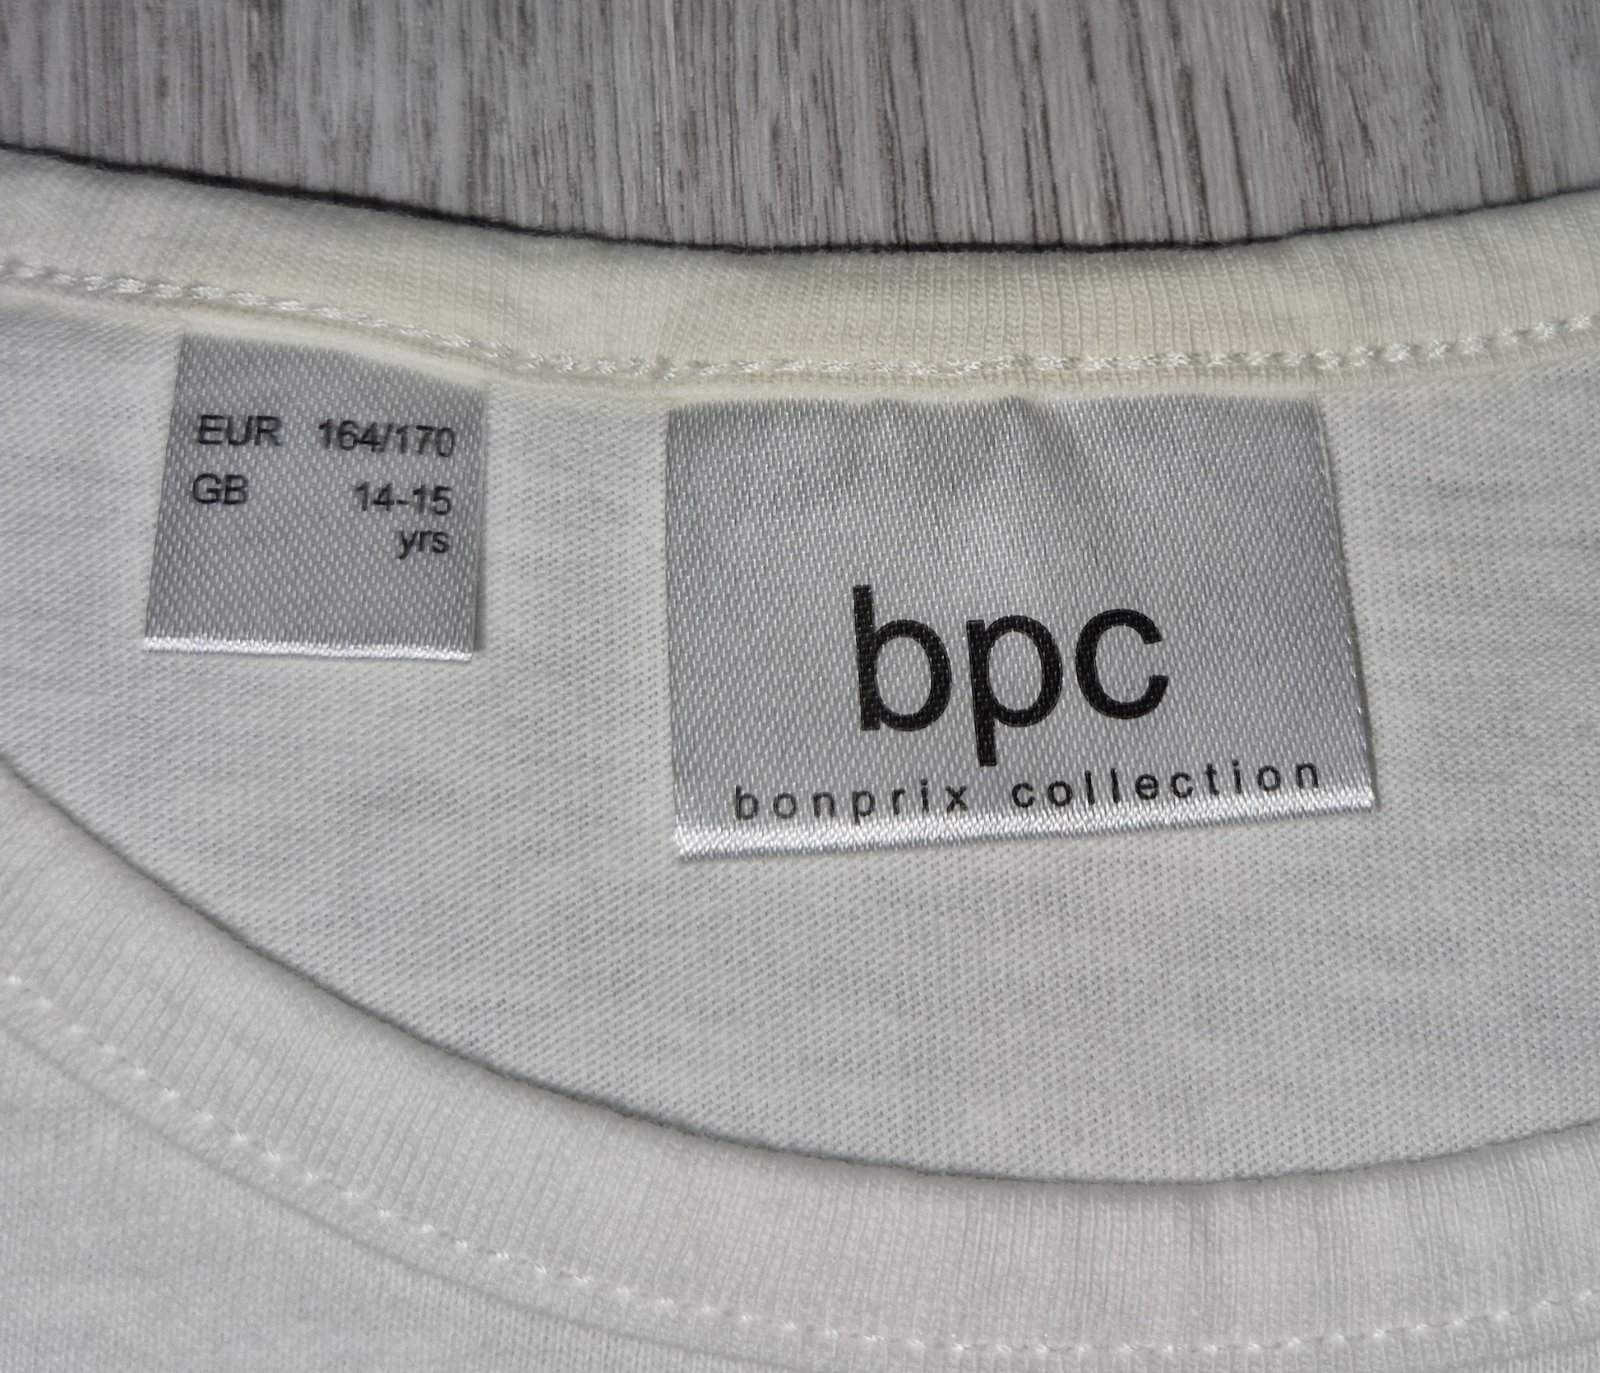 EUR 164/170
GB 14-15
yrs
bpc
bonprix collection